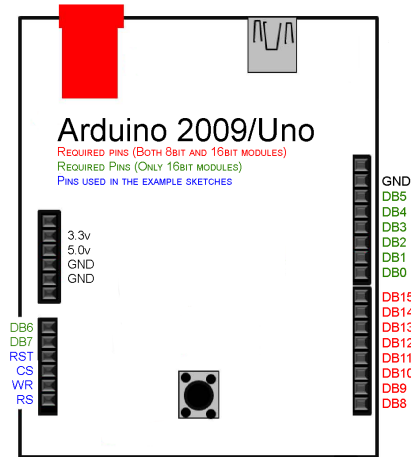 Arduino 2009/Uno
Required pins (Both 8bit and 16bit modules)
Required Pins (Only 16bit modules)
Pins used in the example sketches
3.3v
5.0v
GND
GND
DB6
DB7
RST
CS
WR
RS
GND
DB5
DB4
DB3
DB2
DB1
DB0
DB15
DB14
DB13
DB12
DB11
DB10
DB9
DB8